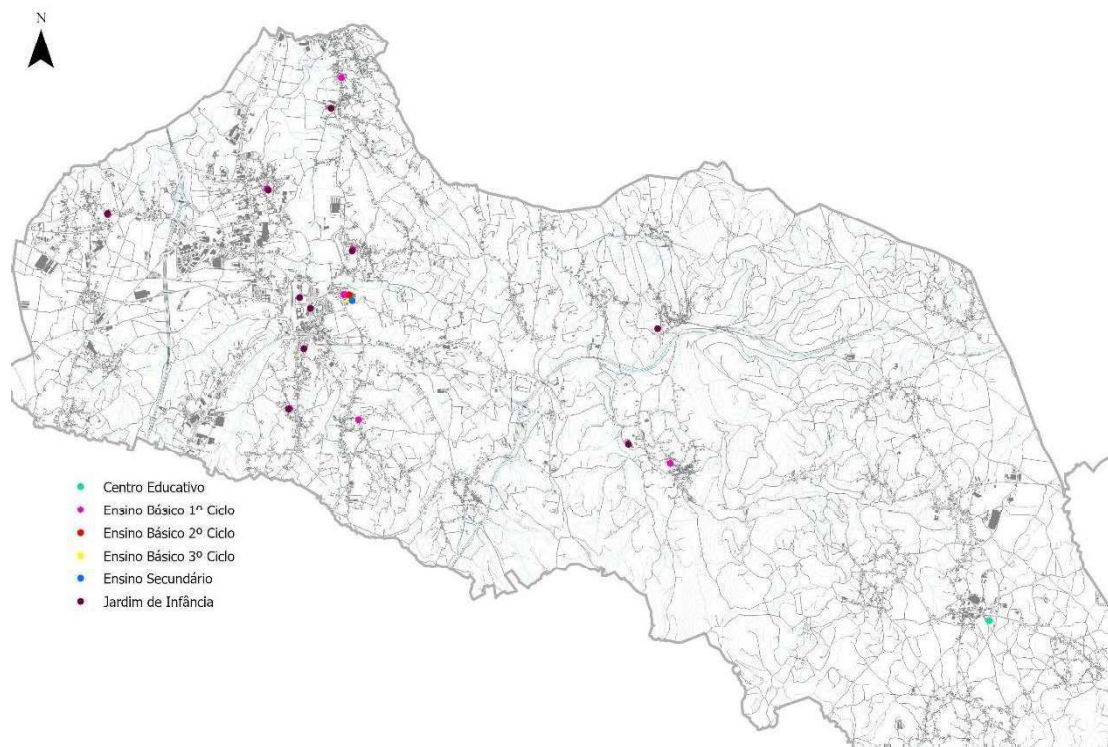 N
Centro Educativo
Ensino Básico 1º Ciclo
Ensino Básico 2º Ciclo
Ensino Básico 3º Ciclo
Ensino Secundário
Jardim de Infância